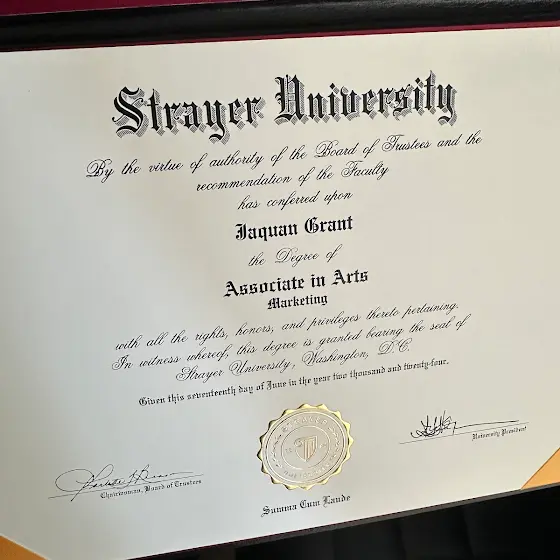 Strayer University
By the virtue of authority of the Board of Trustees and the
recommendation of the Faculty
has conferred upon
Jaquan Grant
the Degree of
Associate in Arts
Marketing
with all the rights, honors, and privileges thereto pertaining.
In witness whereof, this degree is granted bearing the seal of
Strayer University, Washington, D.C.
Given this seventeenth day of June in the year two thousand and twenty-four.
University President
Chairwoman, Board of Trustees
Summa Cum Laude